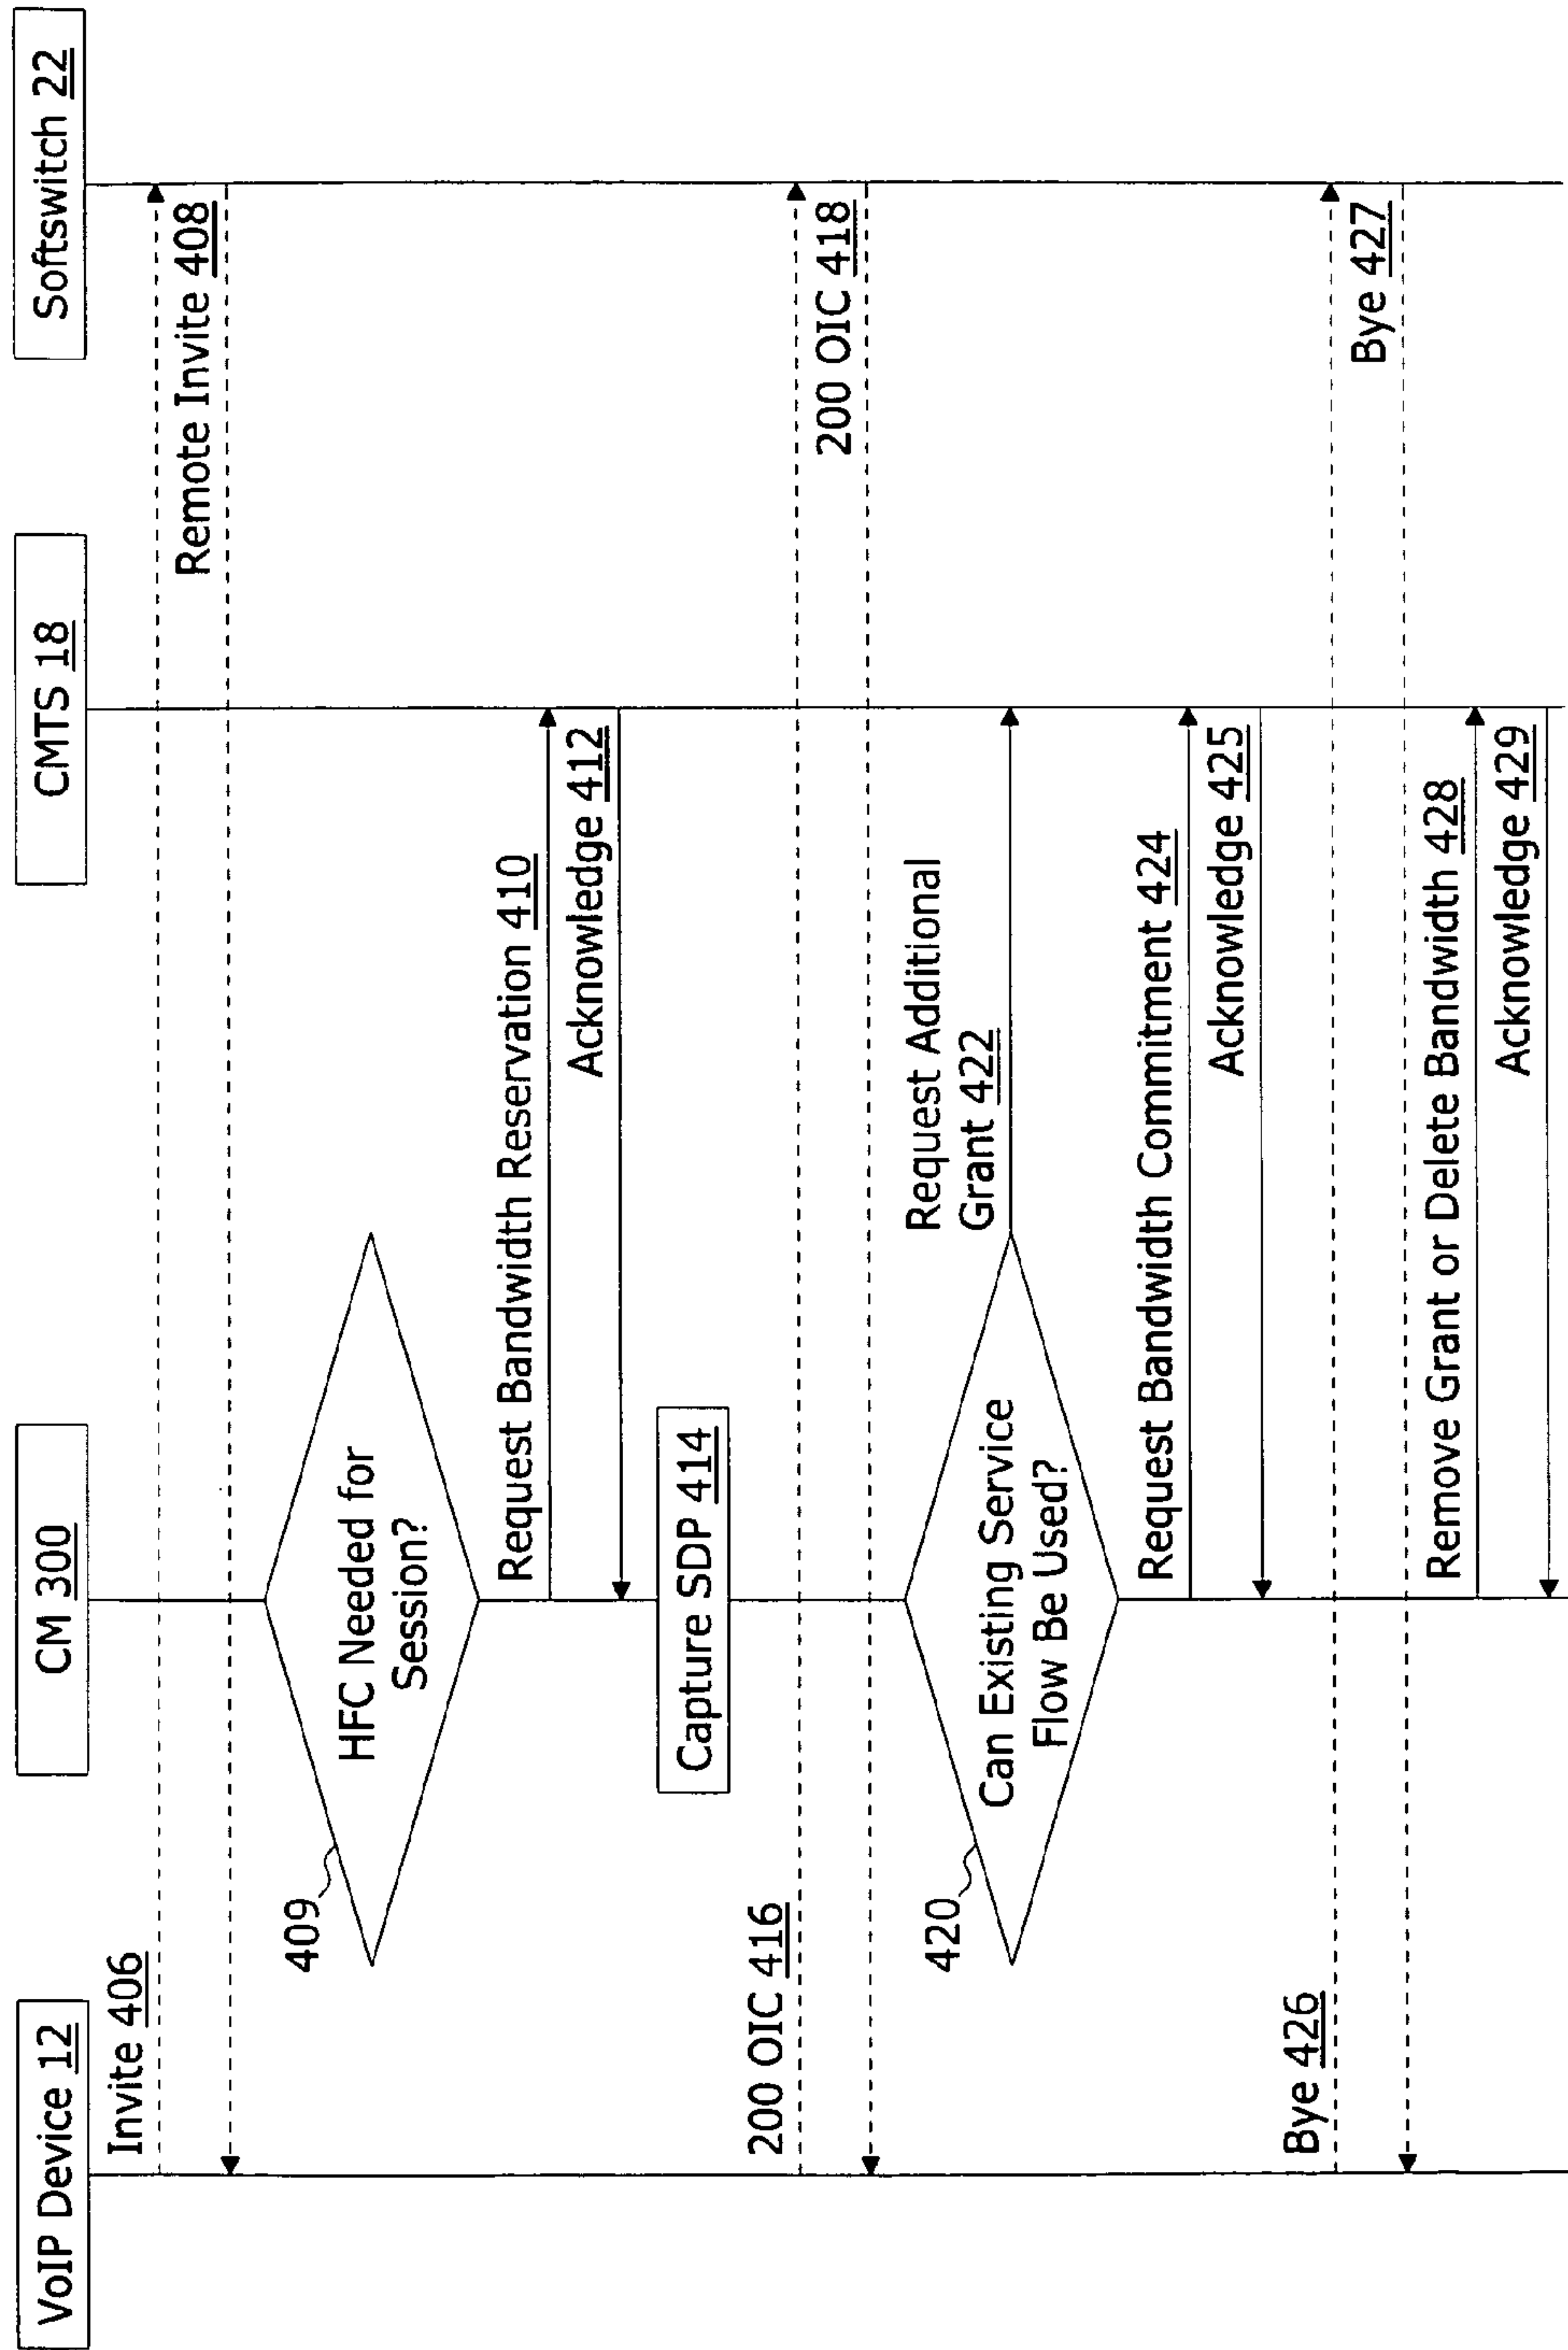 VoIP Device 12
CM 300
CMTS 18
Softswitch 22
Invite 406
Remote Invite 408
409
HFC Needed for
Session?
Request Bandwidth Reservation 410
Acknowledge 412
Capture SDP 414
200 OIC 416
200 OIC 418
420
Can Existing Service
Flow Be Used?
Request Additional
Grant 422
Request Bandwidth Commitment 424
Acknowledge 425
Bye 426
Bye 427
Remove Grant or Delete Bandwidth 428
Acknowledge 429